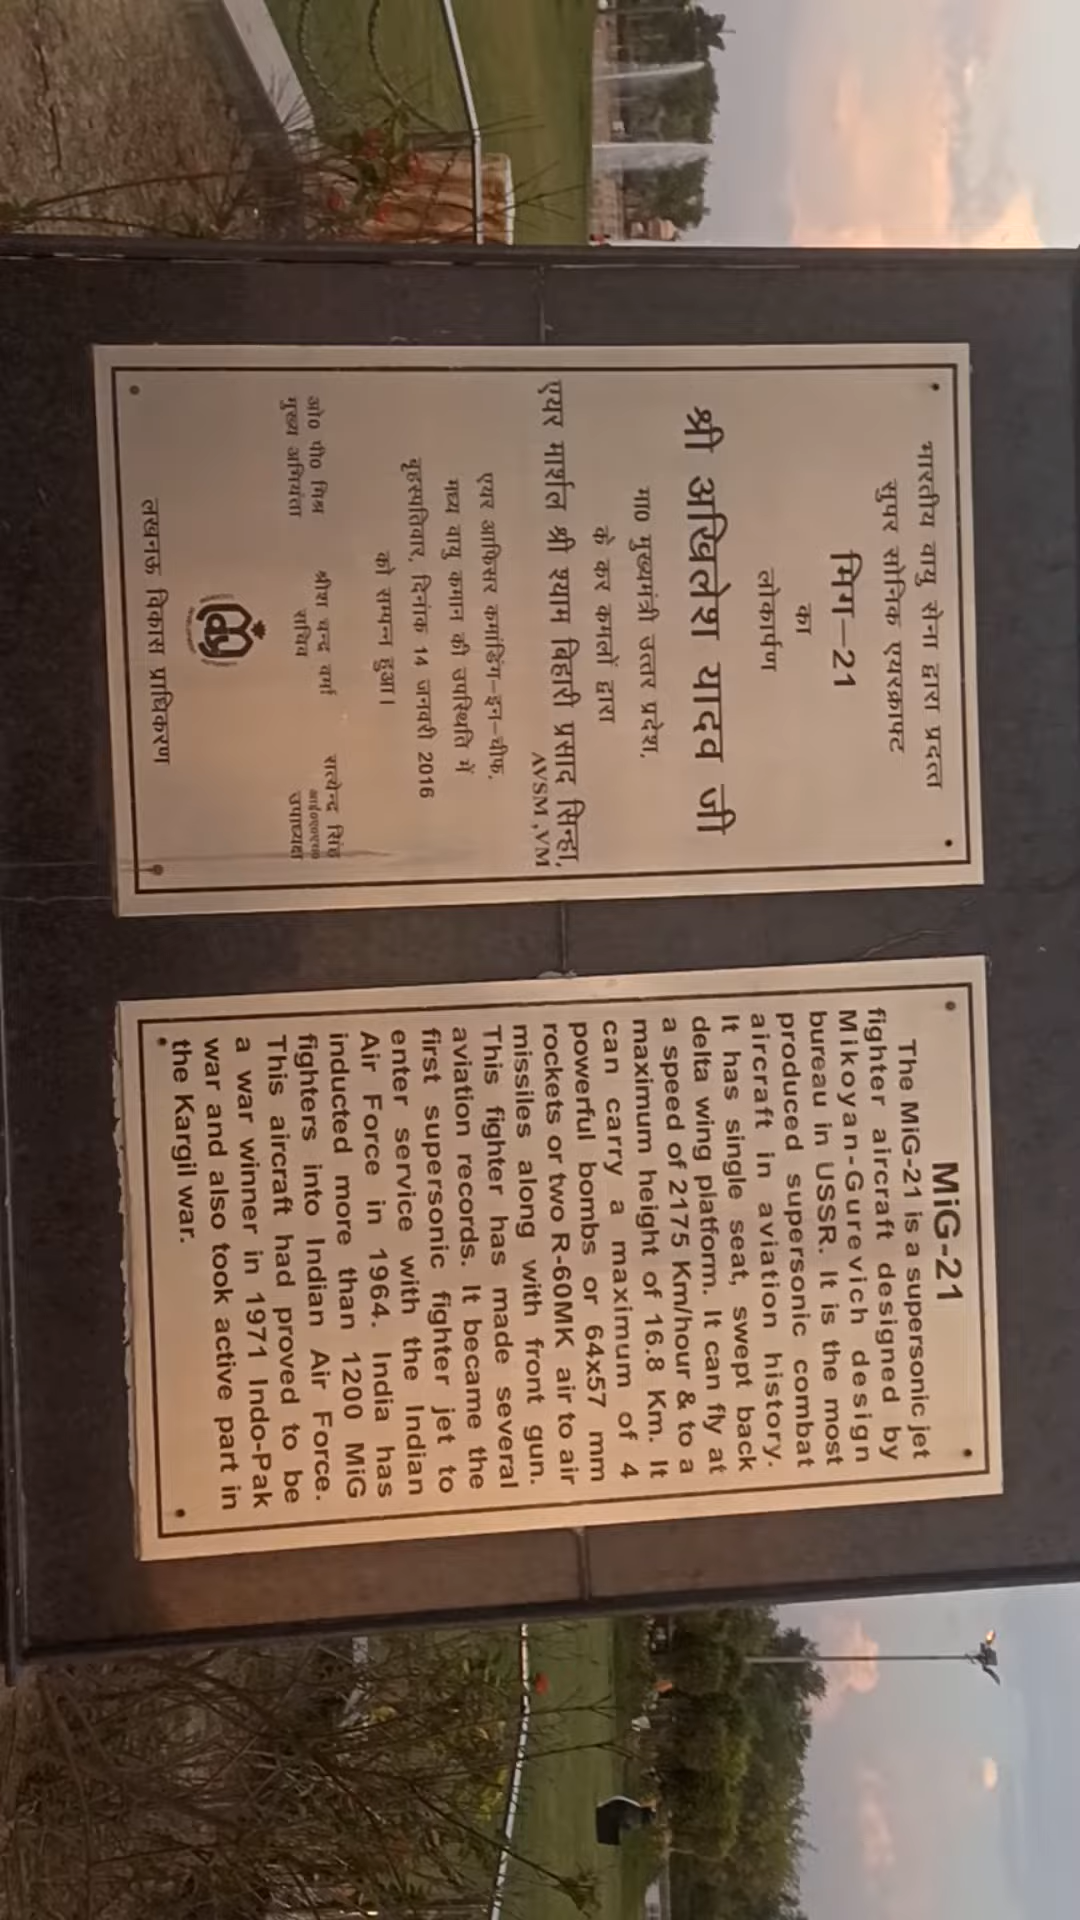 भारतीय वायु सेना द्वारा प्रदत्त
सुपर सोनिक एयरक्राफ्ट
मिग–21
का
लोकार्पण
श्री अखिलेश यादव जी
मा0 मुख्यमंत्री उत्तर प्रदेश,
के कर कमलों द्वारा
एयर मार्शल श्री श्याम बिहारी प्रसाद सिन्हा,
AVSM ,VM
एयर आफिसर कमांडिंग–इन–चीफ,
मध्य वायु कमान की उपस्थिति में
बृहस्पतिवार, दिनांक 14 जनवरी 2016
को सम्पन्न हुआ।
ओ0 पी0 मिश्र
मुख्य अभियंता
श्रीश चन्द वर्मा
सचिव
सत्येन्द सिंह
आई०ए०एस०
उपाध्यक्ष
लखनऊ विकास प्राधिकरण
MiG-21
The MiG-21 is a supersonic jet
fighter aircraft designed by
Mikoyan-Gurevich design
bureau in USSR. It is the most
produced supersonic combat
aircraft in aviation history.
It has single seat, swept back
delta wing platform. It can fly at
a speed of 2175 Km/hour & to a
maximum height of 16.8 Km. It
can carry a maximum of 4
powerful bombs or 64x57 mm
rockets or two R-60MK air to air
missiles along with front gun.
This fighter has made several
aviation records. It became the
first supersonic fighter jet to
enter service with the Indian
Air Force in 1964. India has
inducted more than 1200 MiG
fighters into Indian Air Force.
This aircraft had proved to be
a war winner in 1971 Indo-Pak
war and also took active part in
the Kargil war.